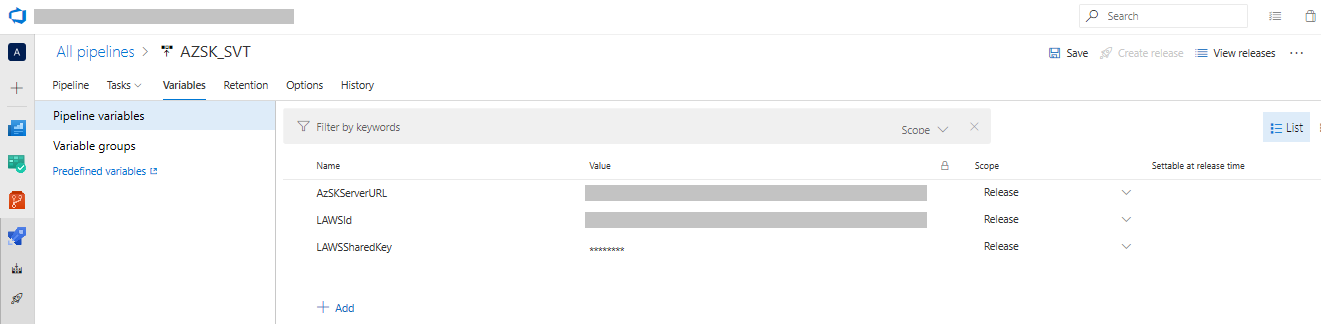 Search
A
All pipelines > AZSK_SVT
Save Create release View releases ...
Pipeline Tasks Variables Retention Options History
Pipeline variables
Variable groups
Predefined variables
Filter by keywords Scope
List
Name Value Scope Settable at release time
AzSKServerURL Release
LAWSId Release
LAWSSharedKey ******** Release
+ Add